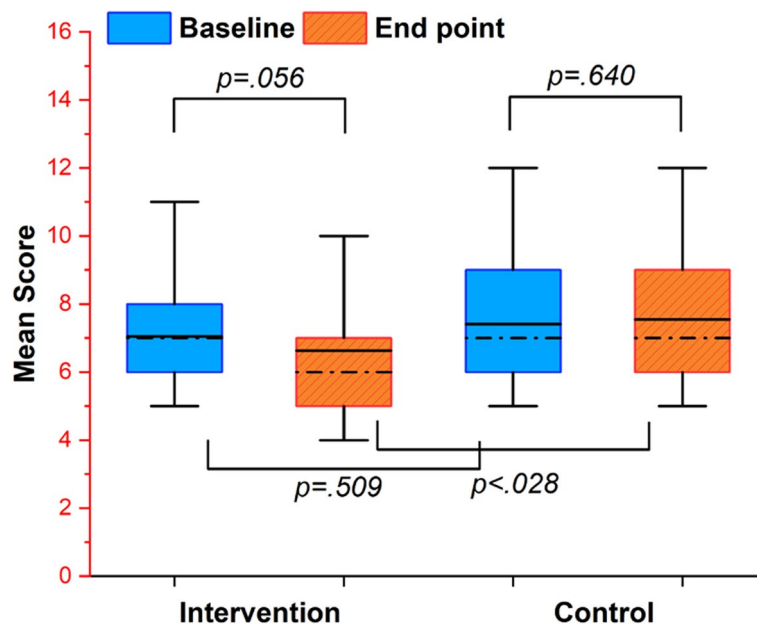 Baseline End point
16
14
12
10
8
6
4
2
0
Mean Score
p=.056
p=.640
p=.509
p<.028
Intervention Control